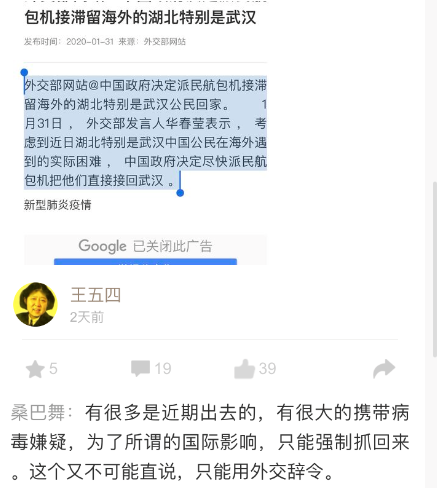 包机接滞留海外的湖北特别是武汉
发布时间：2020-01-31 来源：外交部网站
外交部网站@中国政府决定派民航包机接滞
留海外的湖北特别是武汉公民回家。 1
月31日 ， 外交部发言人华春莹表示 ， 考
虑到近日湖北特别是武汉中国公民在海外遇
到的实际困难 ， 中国政府决定尽快派民航
包机把他们直接接回武汉 。
新型肺炎疫情
Google 已关闭此广告
王五四
2天前
5 19 39
桑巴舞：有很多是近期出去的，有很大的携带病
毒嫌疑，为了所谓的国际影响，只能强制抓回来
。这个又不可能直说，只能用外交辞令。